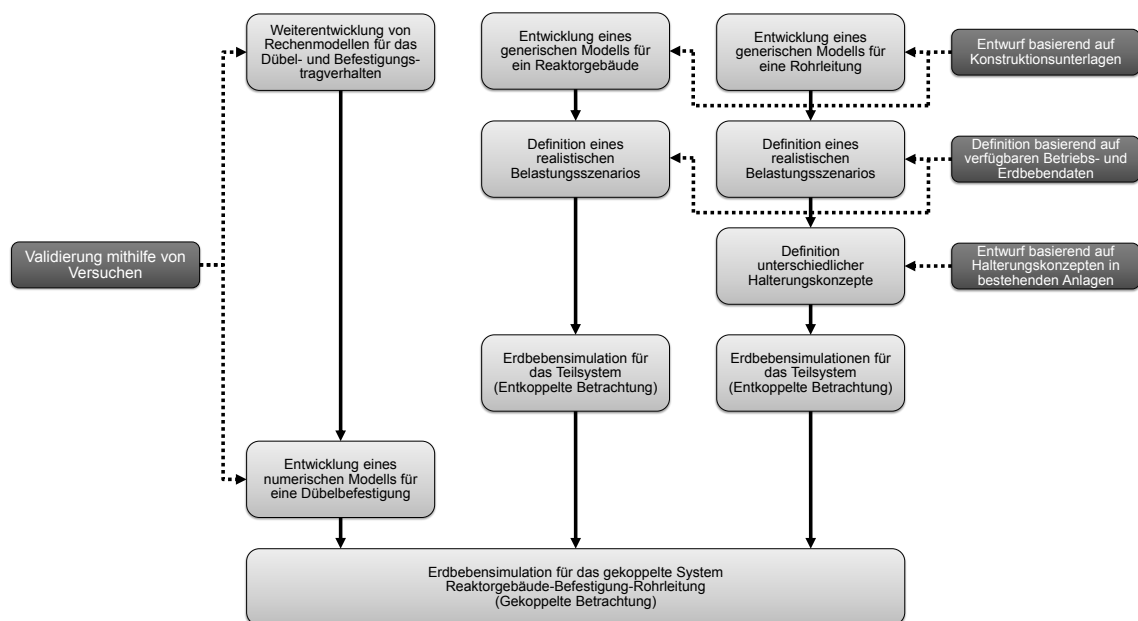 Weiterentwicklung von
Rechenmodellen für das
Dübel- und Befestigungs-
tragverhalten
Entwicklung eines
generischen Modells für
ein Reaktorgebäude
Entwicklung eines
generischen Modells für
eine Rohrleitung
Entwurf basierend auf
Konstruktionsunterlagen
Definition eines
realistischen
Belastungsszenarios
Definition eines
realistischen
Belastungsszenarios
Definition basierend auf
verfügbaren Betriebs- und
Erdbebendaten
Validierung mithilfe von
Versuchen
Definition
unterschiedlicher
Halterungskonzepte
Entwurf basierend auf
Halterungskonzepten in
bestehenden Anlagen
Erdbebensimulation für
das Teilsystem
(Entkoppelte Betrachtung)
Erdbebensimulationen für
das Teilsystem
(Entkoppelte Betrachtung)
Entwicklung eines
numerischen Modells für
eine Dübelbefestigung
Erdbebensimulation für das gekoppelte System
Reaktorgebäude-Befestigung-Rohrleitung
(Gekoppelte Betrachtung)